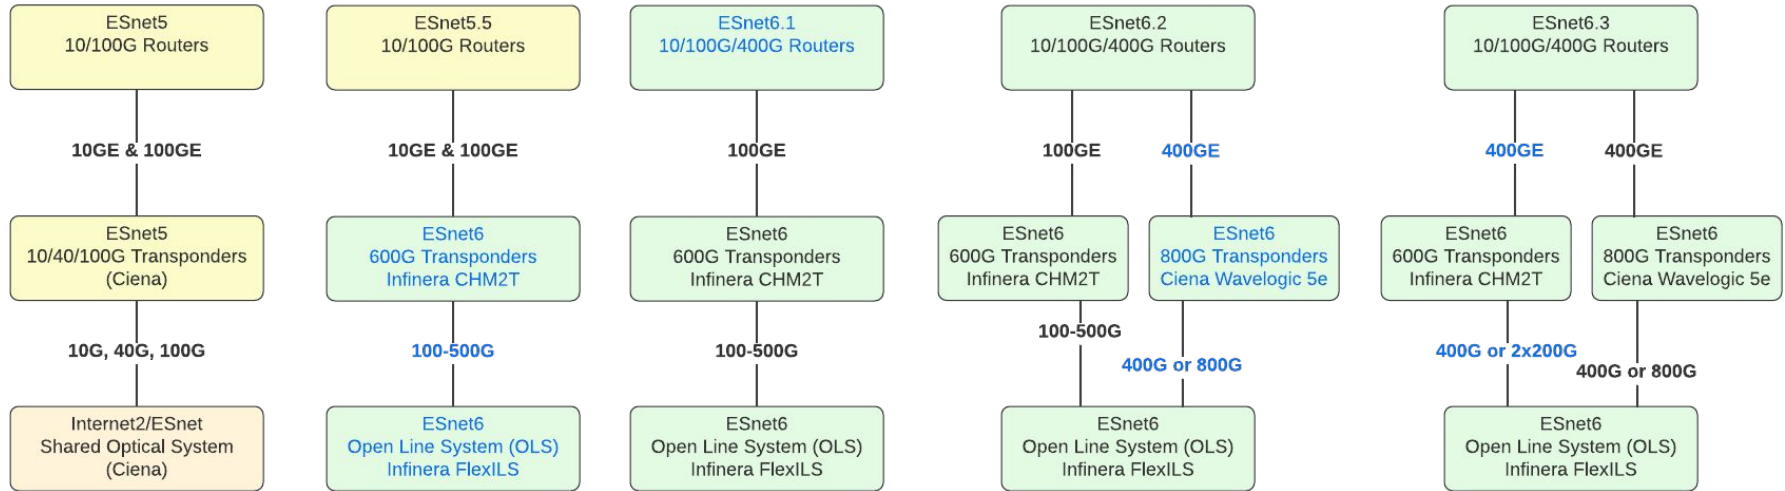 ESnet5
10/100G Routers
10GE & 100GE
ESnet5
10/40/100G Transponders
(Ciena)
10G, 40G, 100G
Internet2/ESnet
Shared Optical System
(Ciena)
ESnet5.5
10/100G Routers
10GE & 100GE
ESnet6
600G Transponders
Infinera CHM2T
100-500G
ESnet6
Open Line System (OLS)
Infinera FlexILS
ESnet6.1
10/100G/400G Routers
100GE
ESnet6
600G Transponders
Infinera CHM2T
100-500G
ESnet6
Open Line System (OLS)
Infinera FlexILS
ESnet6.2
10/100G/400G Routers
100GE
400GE
ESnet6
600G Transponders
Infinera CHM2T
ESnet6
800G Transponders
Ciena Wavelogic 5e
100-500G
400G or 800G
ESnet6
Open Line System (OLS)
Infinera FlexILS
ESnet6.3
10/100G/400G Routers
400GE
400GE
ESnet6
600G Transponders
Infinera CHM2T
ESnet6
800G Transponders
Ciena Wavelogic 5e
400G or 2x200G
400G or 800G
ESnet6
Open Line System (OLS)
Infinera FlexILS